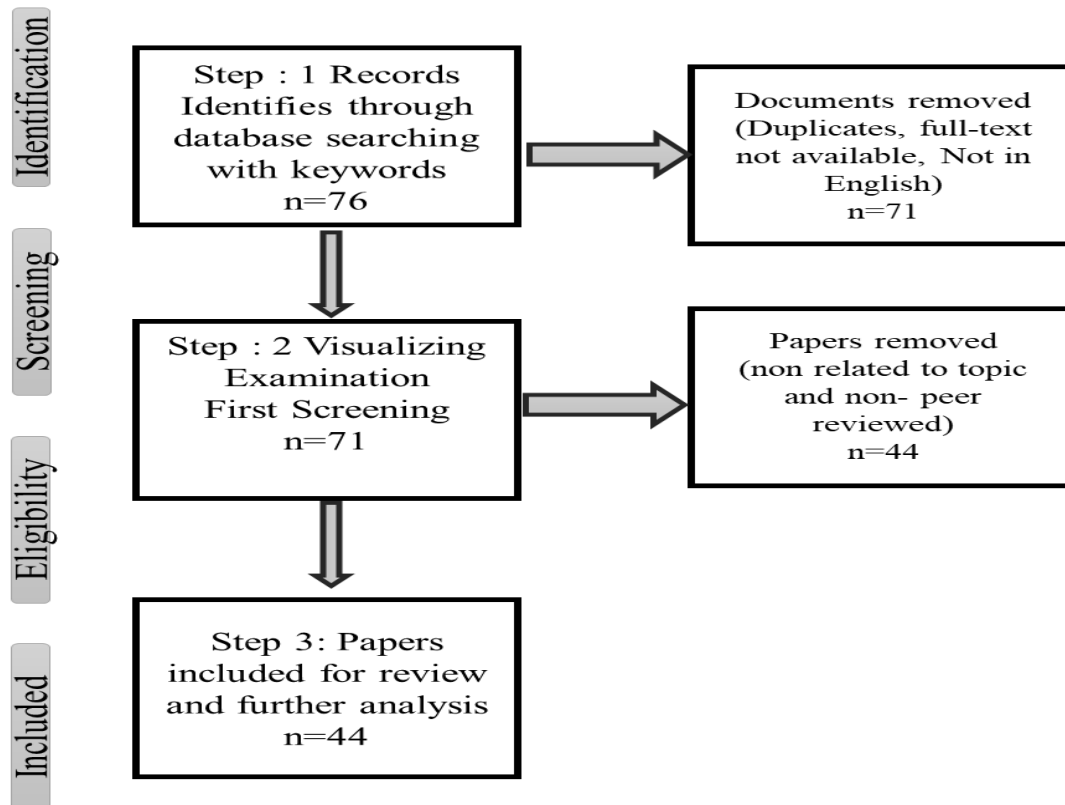 Identification
Step : 1 Records
Identifies through
database searching
with keywords
n=76
Documents removed
(Duplicates, full-text
not available, Not in
English)
n=71
Screening
Step : 2 Visualizing
Examination
First Screening
n=71
Papers removed
(non related to topic
and non- peer
reviewed)
n=44
Eligibility
Step 3: Papers
included for review
and further analysis
n=44
Included